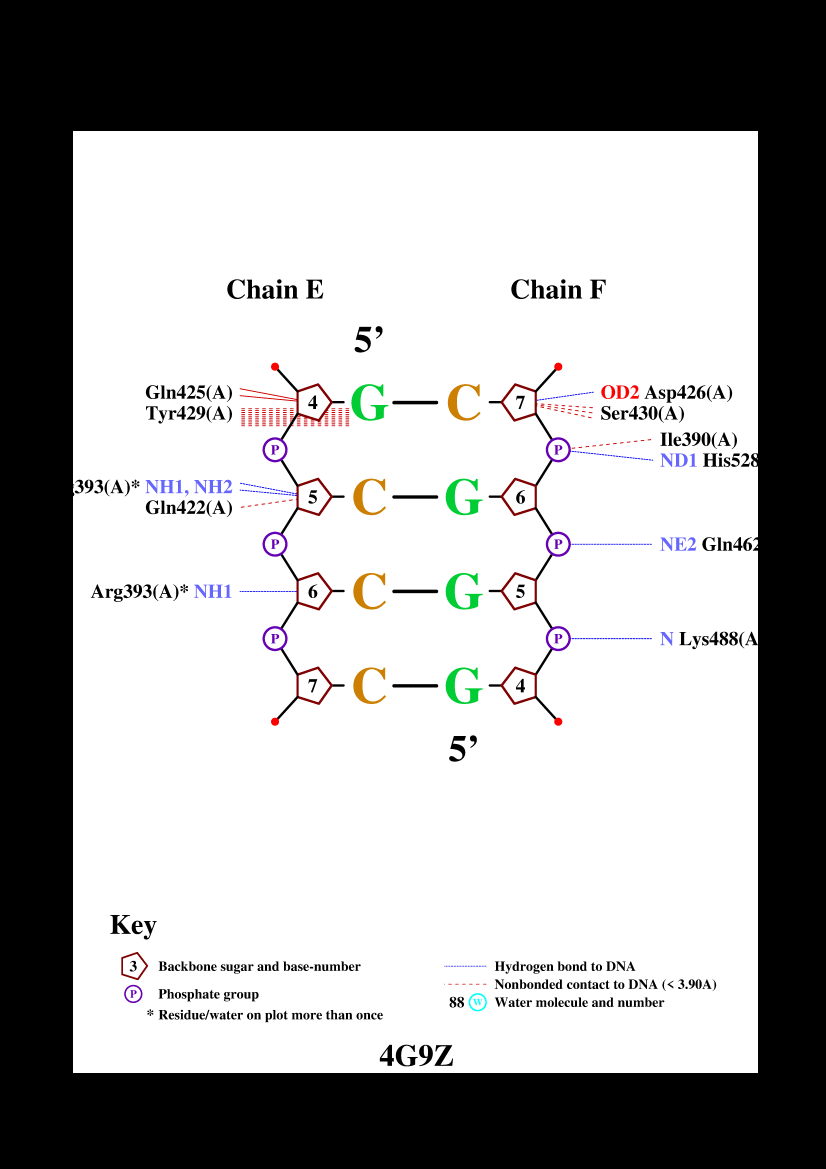 Chain E Chain F
5’
Gln425(A) 4 G C 7 OD2 Asp426(A)
Tyr429(A) Ser430(A)
P P Ile390(A)
ND1 His528
393(A)* NH1, NH2 5 C G 6
Gln422(A)
P P NE2 Gln462
Arg393(A)* NH1 6 C G 5
P P N Lys488(A
7 C G 4
5’
Key
3 Backbone sugar and base-number
P Phosphate group
* Residue/water on plot more than once
Hydrogen bond to DNA
Nonbonded contact to DNA (< 3.90A)
88 W Water molecule and number
4G9Z